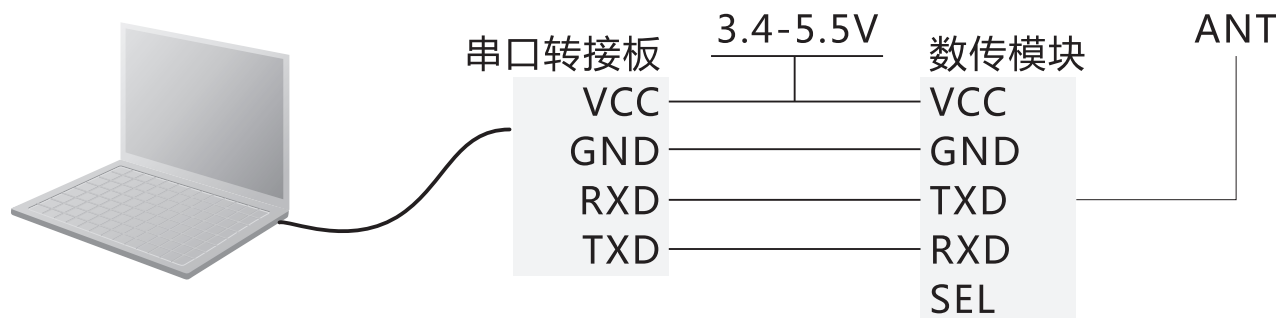 串口转接板
VCC
GND
RXD
TXD
3.4-5.5V
数传模块
VCC
GND
TXD
RXD
SEL
ANT